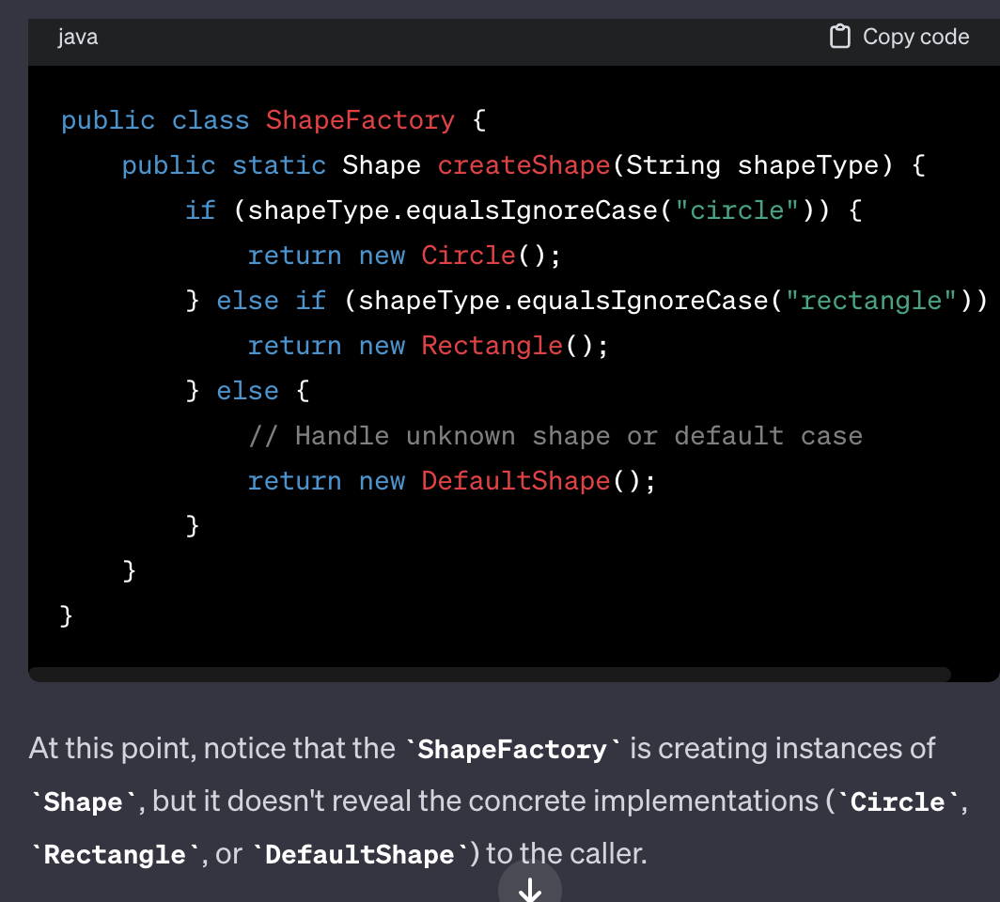 java
Copy code
public class ShapeFactory {
    public static Shape createShape(String shapeType) {
        if (shapeType.equalsIgnoreCase("circle")) {
            return new Circle();
        } else if (shapeType.equalsIgnoreCase("rectangle"))
            return new Rectangle();
        } else {
            // Handle unknown shape or default case
            return new DefaultShape();
        }
    }
}
At this point, notice that the `ShapeFactory` is creating instances of
`Shape`, but it doesn't reveal the concrete implementations (`Circle`,
`Rectangle`, or `DefaultShape`) to the caller.